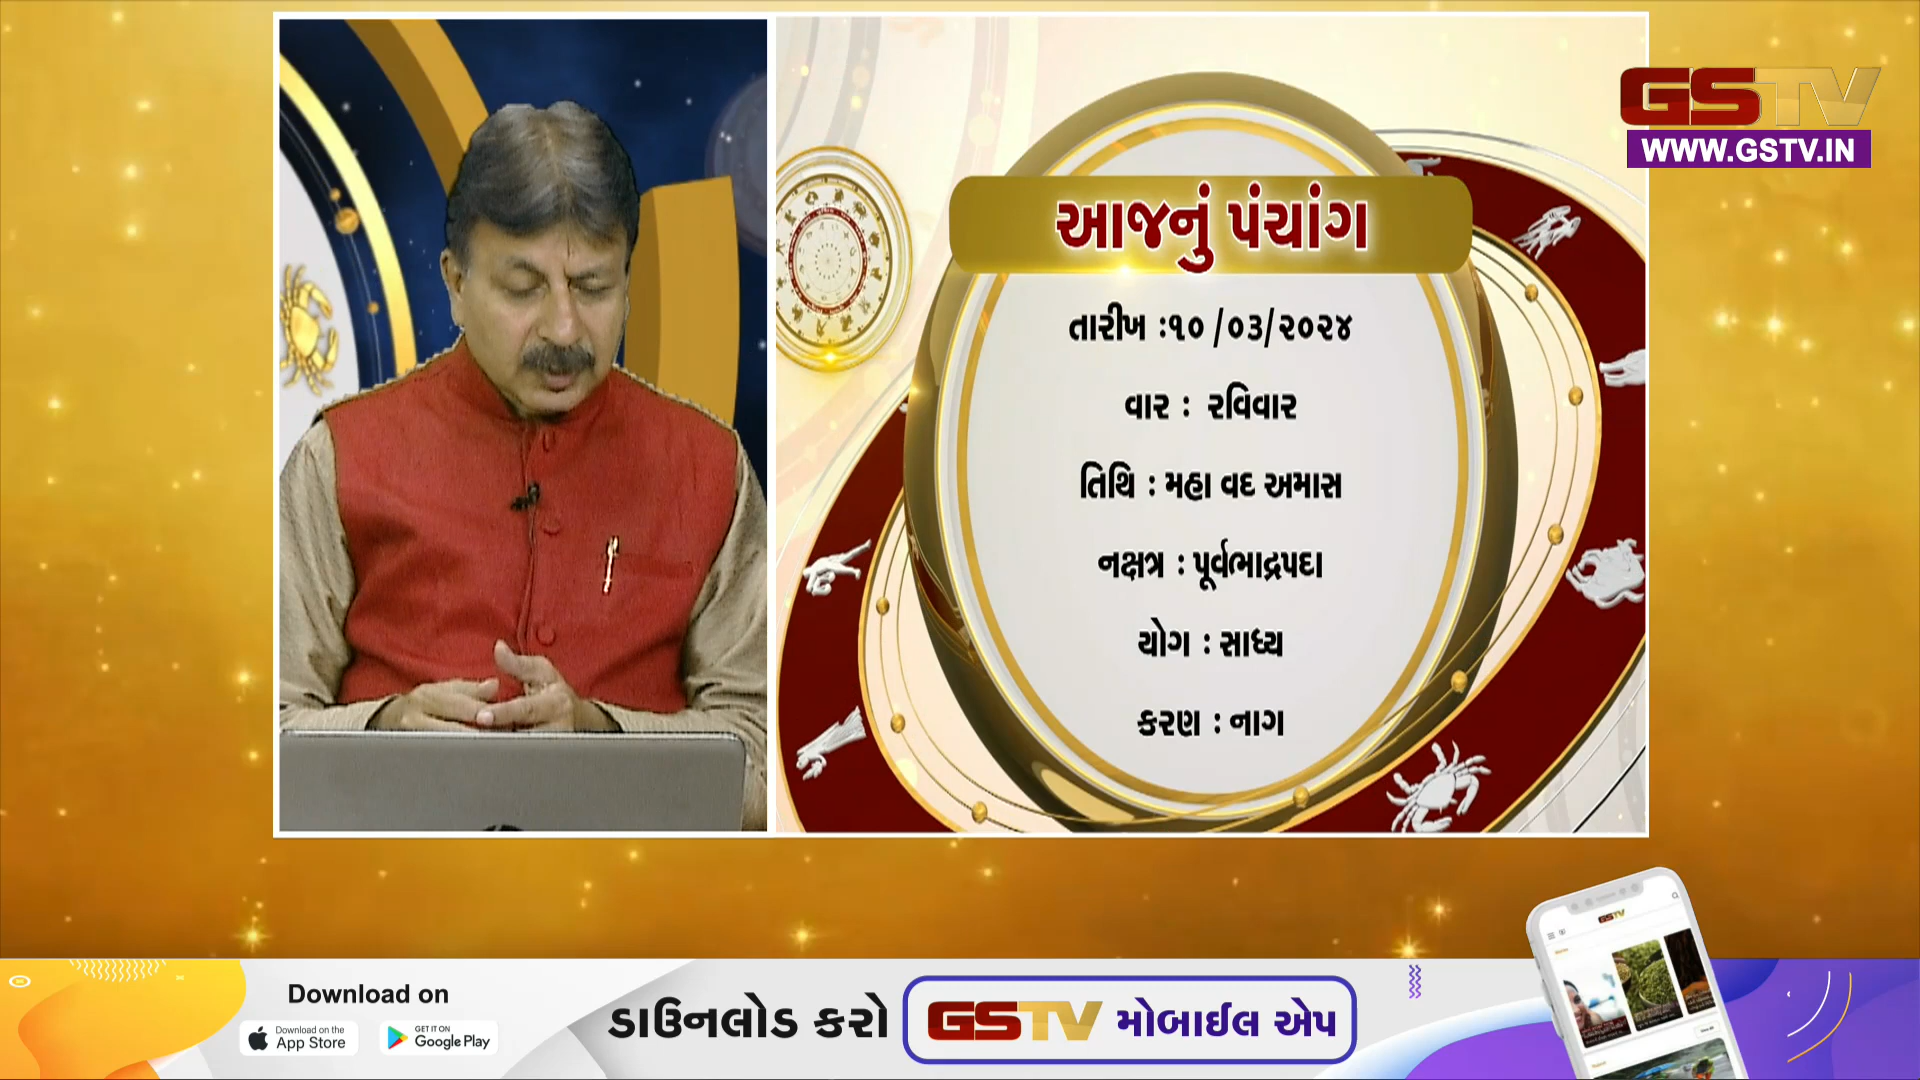 GSTV
WWW.GSTV.IN
આજનું પંચાંગ
તારીખ :૧૦ /૦૩/૨૦૨૪
વાર : રવિવાર
તિથિ : મહા વદ અમાસ
નક્ષત્ર : પૂર્વભાદ્રપદા
યોગ : સાધ્ય
કરણ : નાગ
Download on
Download on the
App Store
GET IT ON
Google Play
ડાઉનલોડ કરો GSTV મોબાઈલ એપ
GSTV